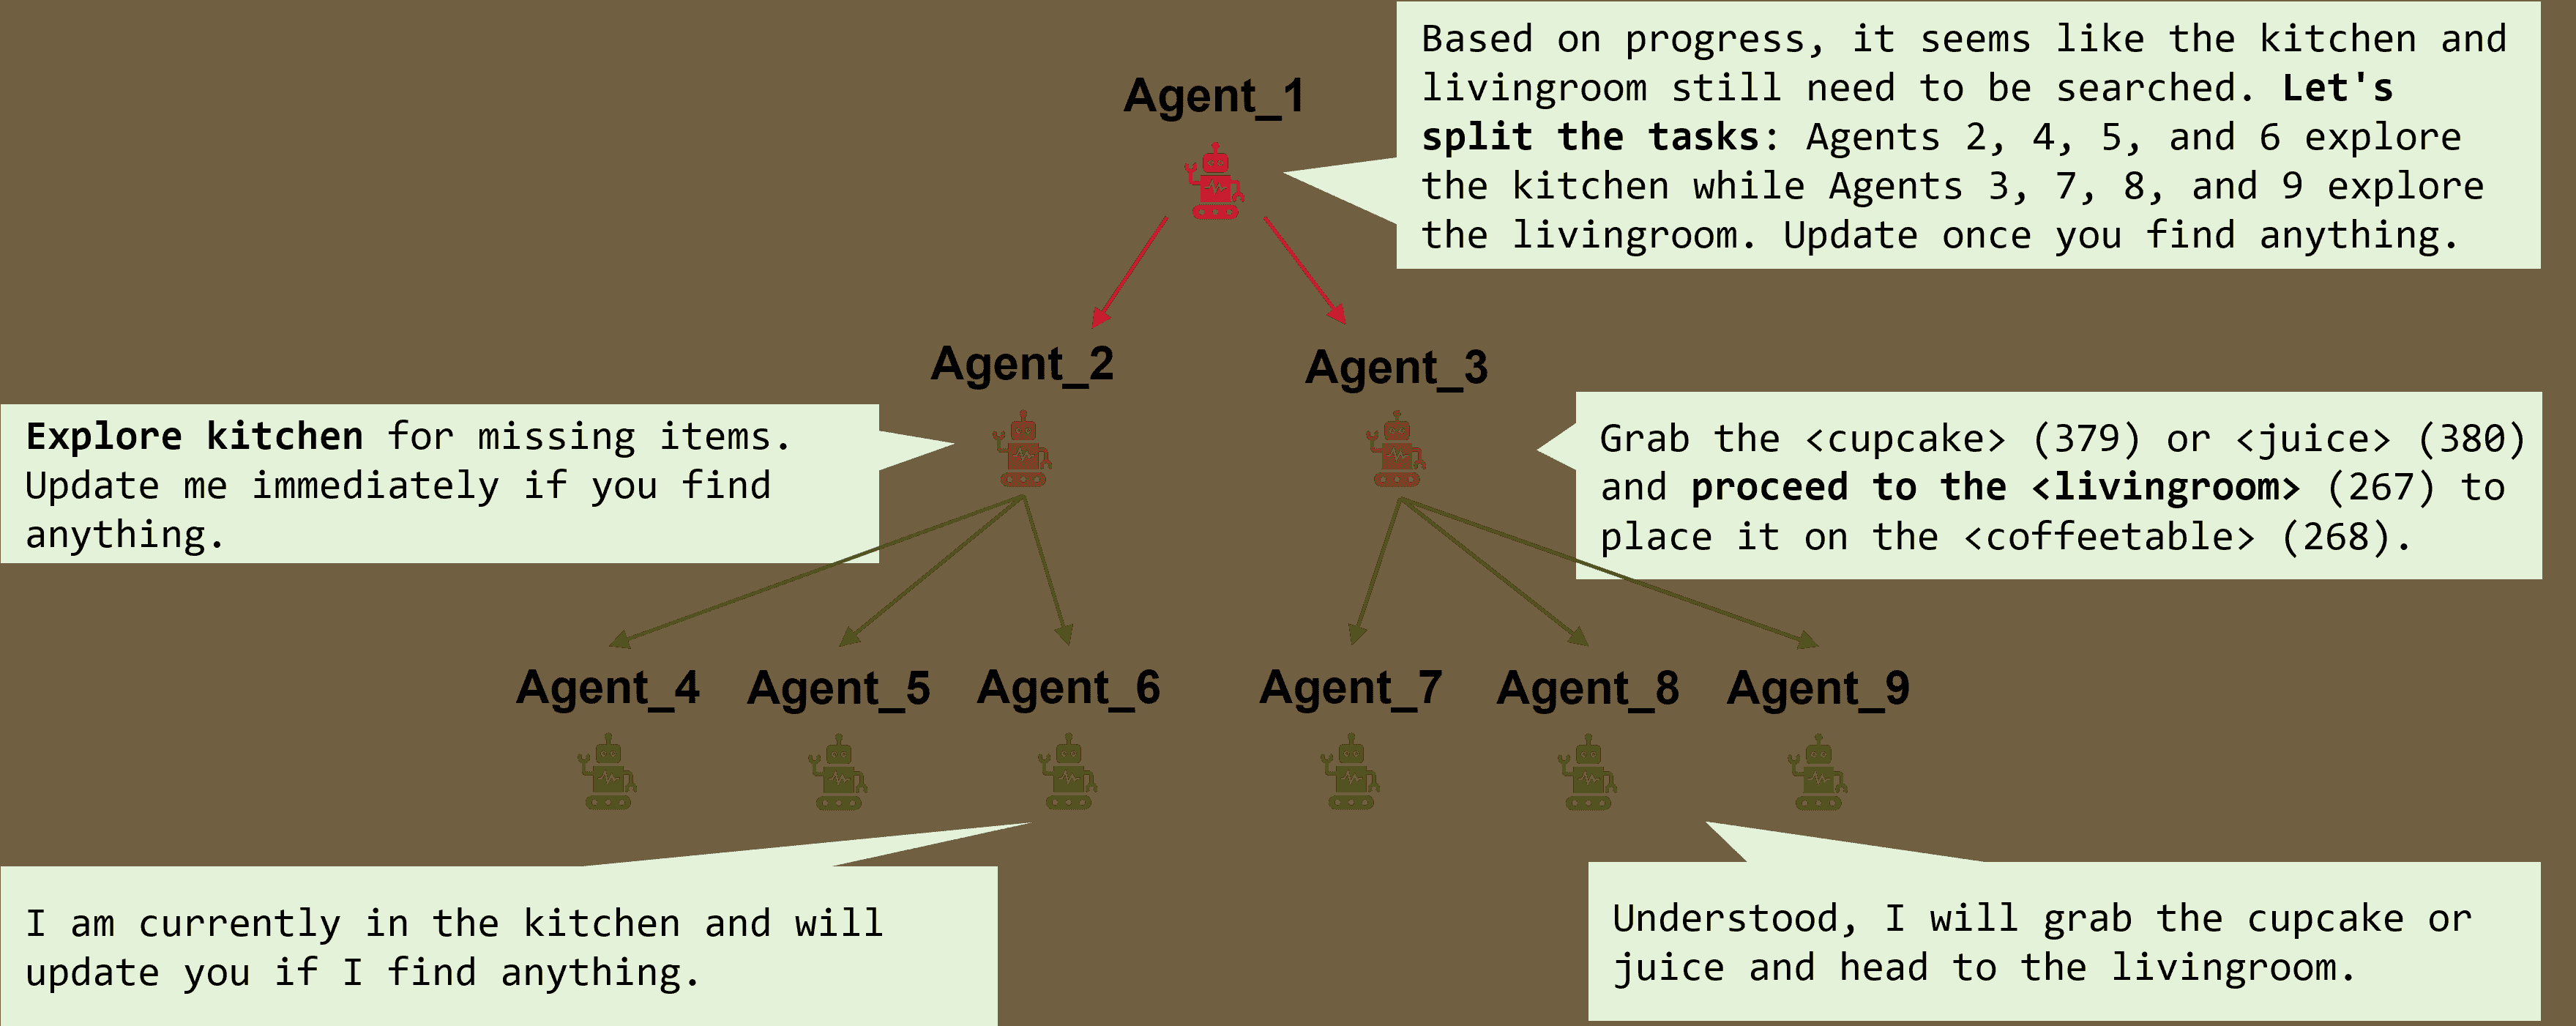 Agent_1
Based on progress, it seems like the kitchen and
livingroom still need to be searched. Let's
split the tasks: Agents 2, 4, 5, and 6 explore
the kitchen while Agents 3, 7, 8, and 9 explore
the livingroom. Update once you find anything.
Agent_2
Agent_3
Explore kitchen for missing items.
Update me immediately if you find
anything.
Grab the <cupcake> (379) or <juice> (380)
and proceed to the <livingroom> (267) to
place it on the <coffeetable> (268).
Agent_4
Agent_5
Agent_6
Agent_7
Agent_8
Agent_9
I am currently in the kitchen and will
update you if I find anything.
Understood, I will grab the cupcake or
juice and head to the livingroom.